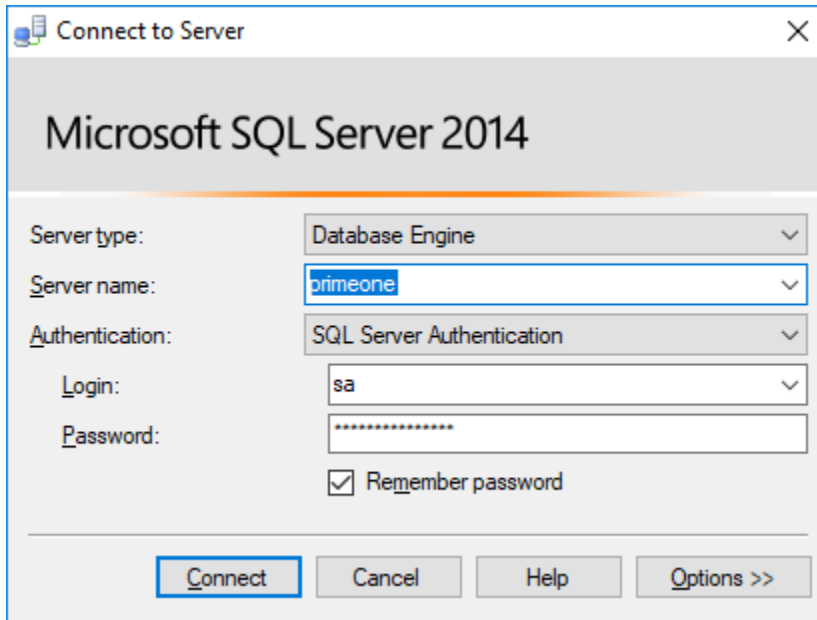 Connect to Server
Microsoft SQL Server 2014
Server type: Database Engine
Server name: primeone
Authentication: SQL Server Authentication
Login: sa
Password: ***************
Remember password
Connect Cancel Help Options >>